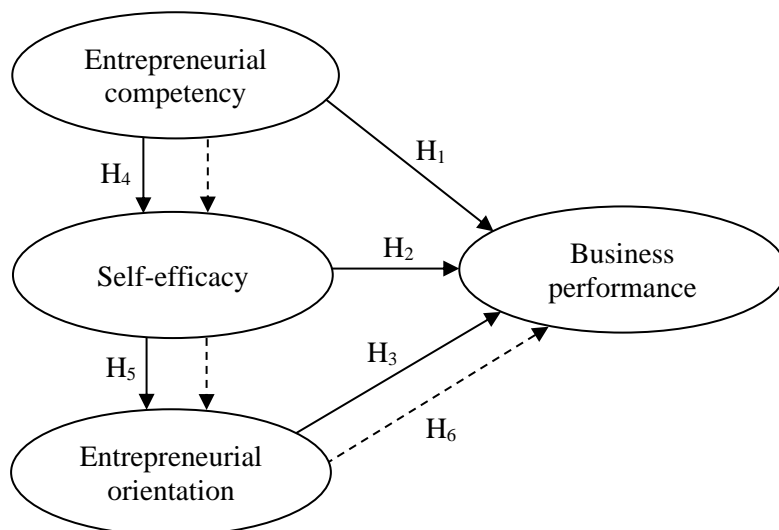 Entrepreneurial
competency
H₁
H₄
Self-efficacy
H₂
Business
performance
H₅
H₃
H₆
Entrepreneurial
orientation